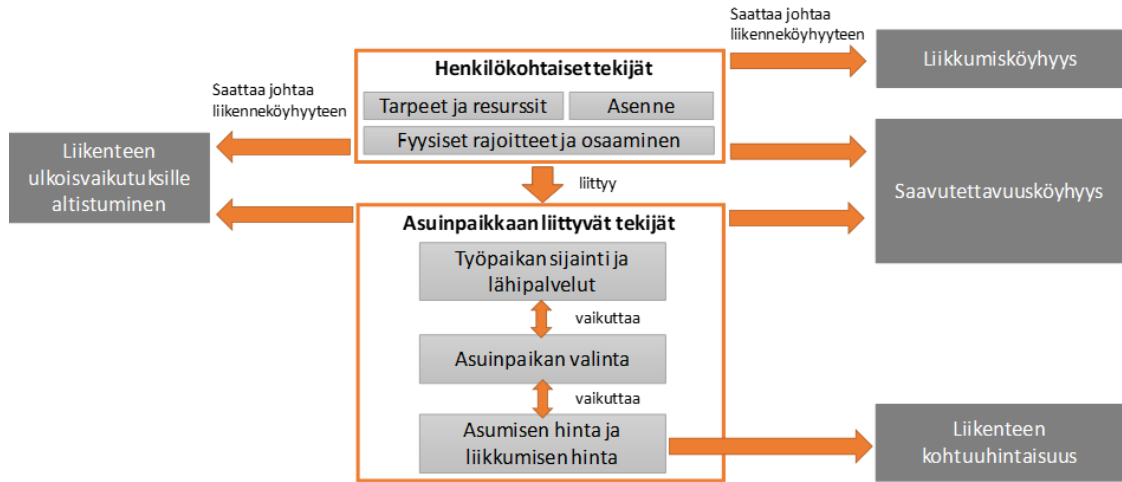 Saattaa johtaa
liikenneköyhyyteen
Henkilökohtaiset tekijät
Liikkumisköyhyys
Saattaa johtaa
liikenneköyhyyteen
Tarpeet ja resurssit
Asenne
Fyysiset rajoitteet ja osaaminen
Liikenteen
ulkoisvaikutuksille
altistuminen
liittyy
Saavutettavuusköyhyys
Asuinpaikkaan liittyvät tekijät
Työpaikan sijainti ja
lähipalvelut
vaikuttaa
Asuinpaikan valinta
vaikuttaa
Asumisen hinta ja
liikkumisen hinta
Liikenteen
kohtuuhintaisuus